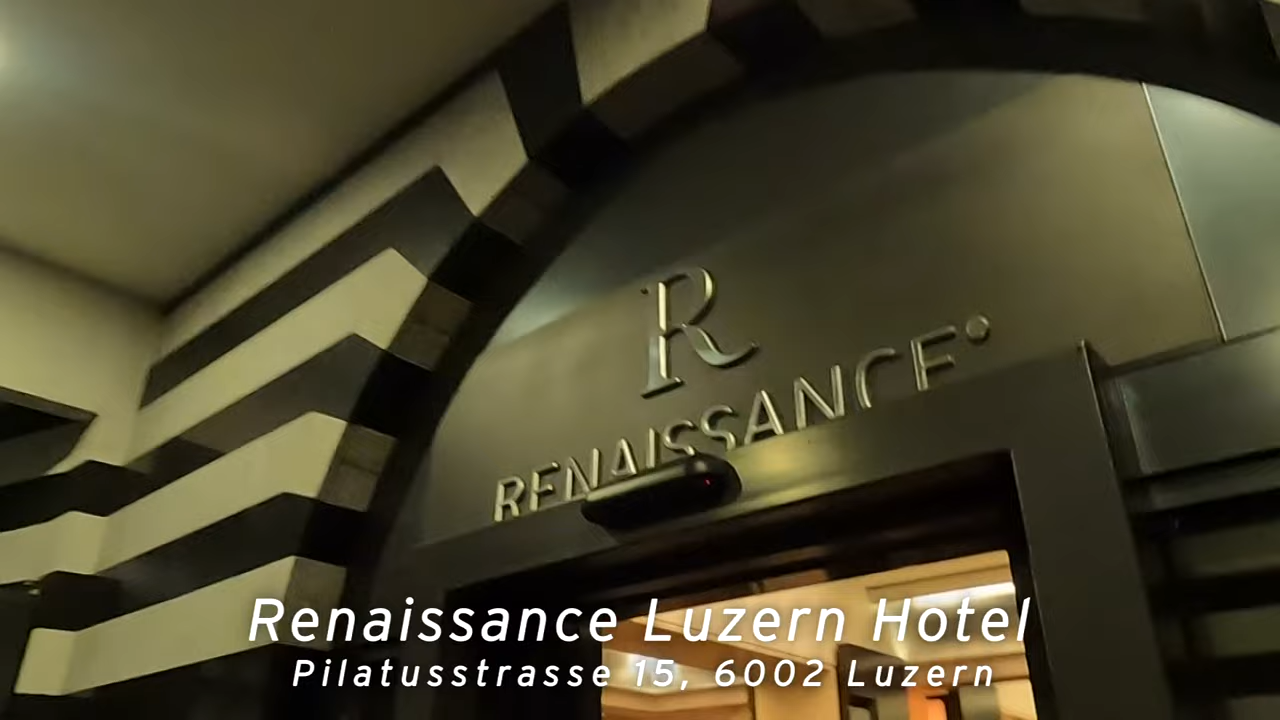 R
RENAISSANCE°
Renaissance Luzern Hotel
Pilatusstrasse 15, 6002 Luzern